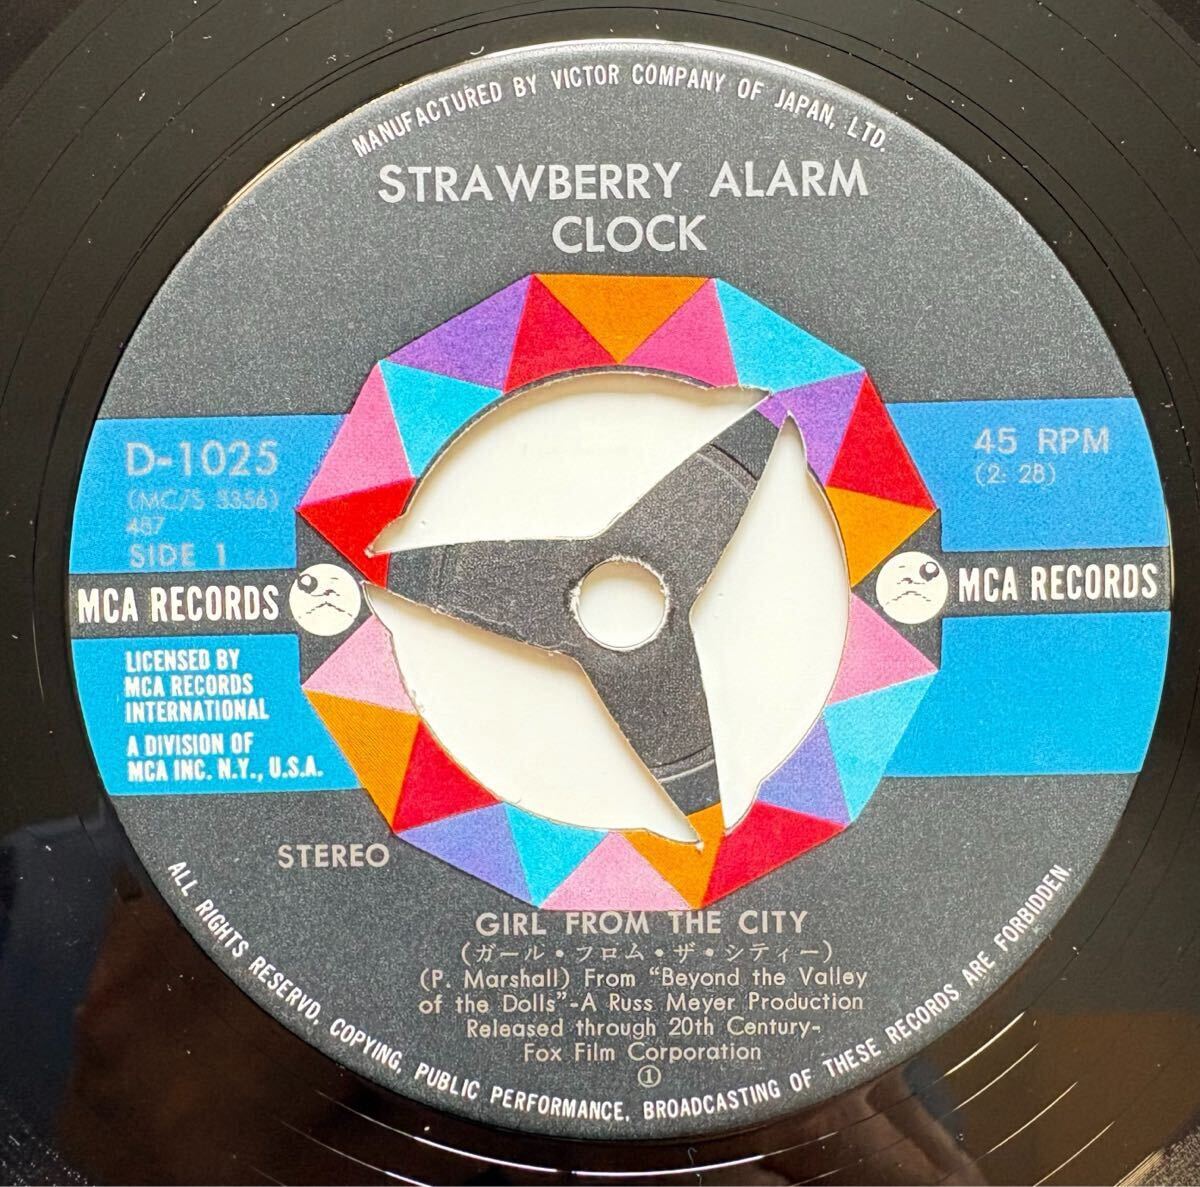 MANUFACTURED BY VICTOR COMPANY OF JAPAN, LTD.
STRAWBERRY ALARM
CLOCK
D-1025
(MC/S 3356)
487
SIDE 1
45 RPM
(2: 28)
MCA RECORDS
MCA RECORDS
LICENSED BY
MCA RECORDS
INTERNATIONAL
A DIVISION OF
MCA INC. N.Y., U.S.A.
STEREO
GIRL FROM THE CITY
(ガール・フロム・ザ・シティー)
(P. Marshall) From “Beyond the Valley
of the Dolls”-A Russ Meyer Production
Released through 20th Century-
Fox Film Corporation
①
ALL RIGHTS RESERVD, COPYING, PUBLIC PERFORMANCE, BROADCASTING OF THESE RECORDS ARE FORBIDDEN.